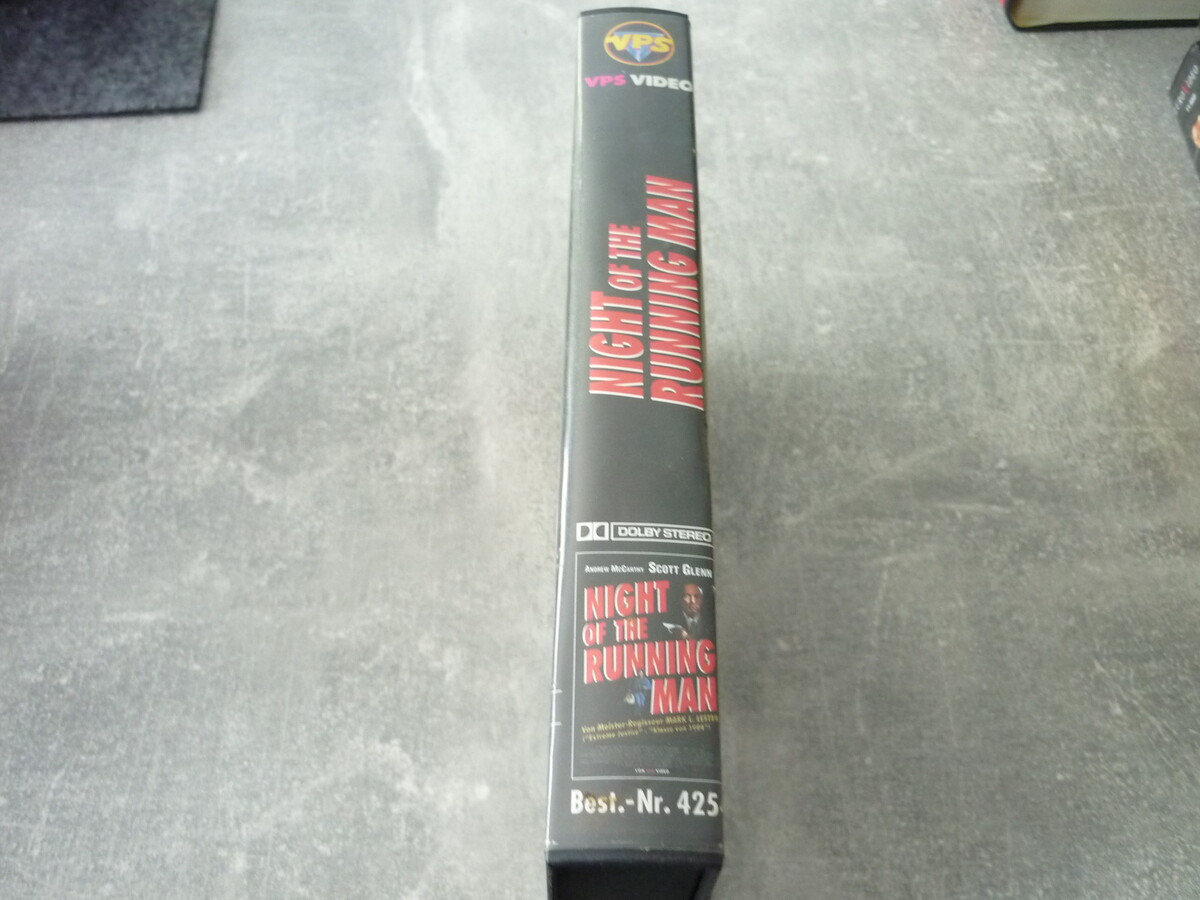 VPS
VPS VIDEO
NIGHT OF THE
RUNNING MAN
DOLBY STEREO
ANDREW MCCARTHY SCOTT GLENN
NIGHT
OF THE
RUNNING
MAN
Von Meister-Regisseur MARK L. LESTER
("Extreme Justice" · "Klasse von 1984")
Best.-Nr. 425